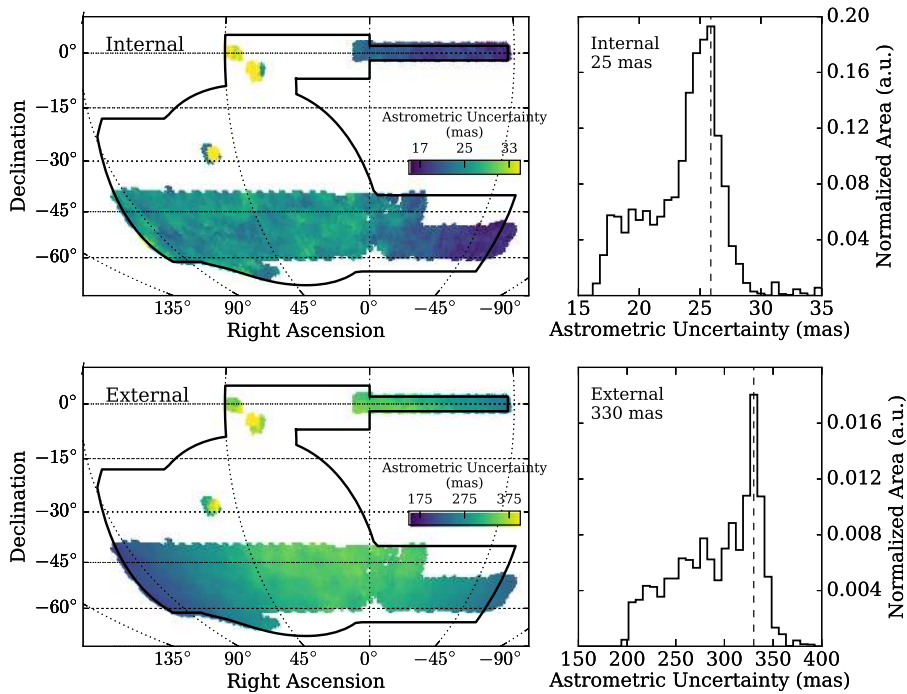 Internal
0°
−15°
−30°
−45°
−60°
Declination
Astrometric Uncertainty
(mas)
17 25 33
135° 90° 45° 0° −45° −90°
Right Ascension
Internal
25 mas
0.20
0.16
0.12
0.08
0.04
Normalized Area (a.u.)
15 20 25 30 35
Astrometric Uncertainty (mas)
External
0°
−15°
−30°
−45°
−60°
Declination
Astrometric Uncertainty
(mas)
175 275 375
135° 90° 45° 0° −45° −90°
Right Ascension
External
330 mas
0.016
0.012
0.008
0.004
Normalized Area (a.u.)
150 200 250 300 350 400
Astrometric Uncertainty (mas)